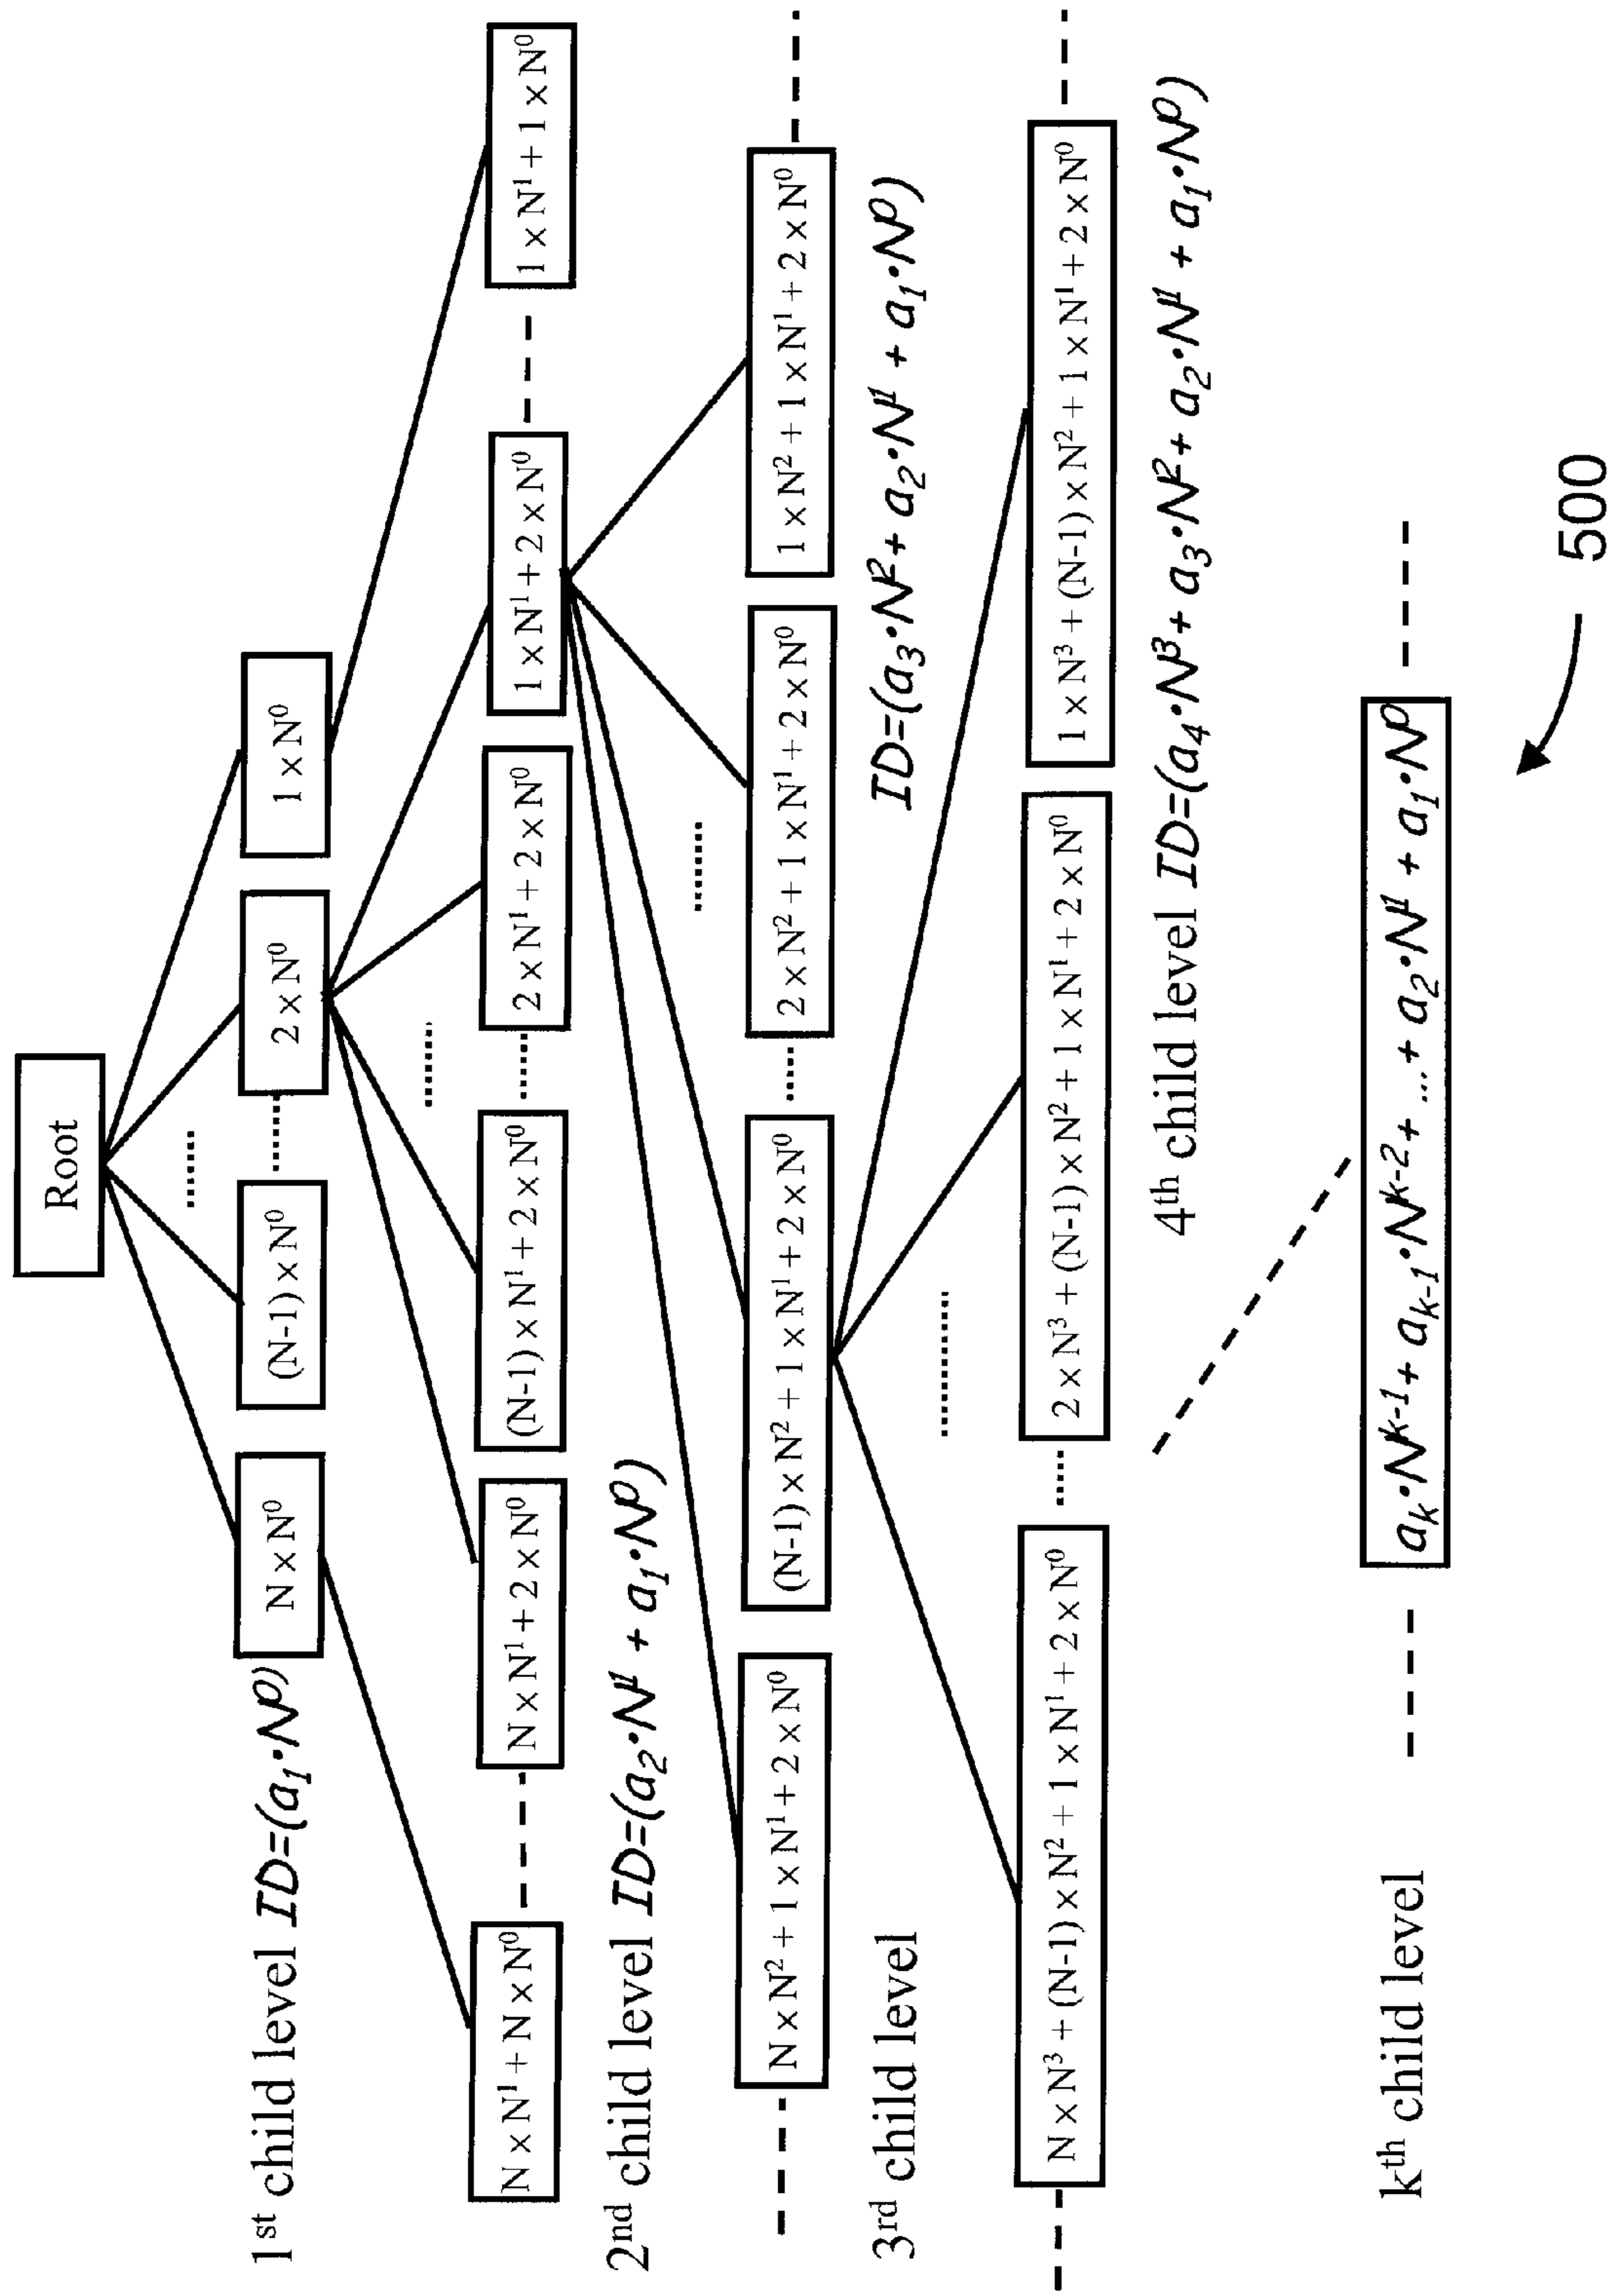 Root
N × N⁰
(N-1) × N⁰
........
2 × N⁰
1 × N⁰
1ˢᵗ child level ID=(a₁•N⁰)
N × N¹ + N × N⁰
N × N¹ + 2 × N⁰
(N-1) × N¹ + 2 × N⁰
2 × N¹ + 2 × N⁰
1 × N¹ + 2 × N⁰
1 × N¹ + 1 × N⁰
2ⁿᵈ child level ID=(a₂•N¹ + a₁•N⁰)
N × N² + 1 × N¹ + 2 × N⁰
(N-1) × N² + 1 × N¹ + 2 × N⁰
2 × N² + 1 × N¹ + 2 × N⁰
1 × N² + 1 × N¹ + 2 × N⁰
3ʳᵈ child level ID=(a₃•N² + a₂•N¹ + a₁•N⁰)
N × N³ + (N-1) × N² + 1 × N¹ + 2 × N⁰
2 × N³ + (N-1) × N² + 1 × N¹ + 2 × N⁰
1 × N³ + (N-1) × N² + 1 × N¹ + 2 × N⁰
4ᵗʰ child level ID=(a₄•N³ + a₃•N² + a₂•N¹ + a₁•N⁰)
kᵗʰ child level
aₖ•Nᵏ⁻¹ + aₖ₋₁•Nᵏ⁻² + ... + a₂•N¹ + a₁•N⁰
500